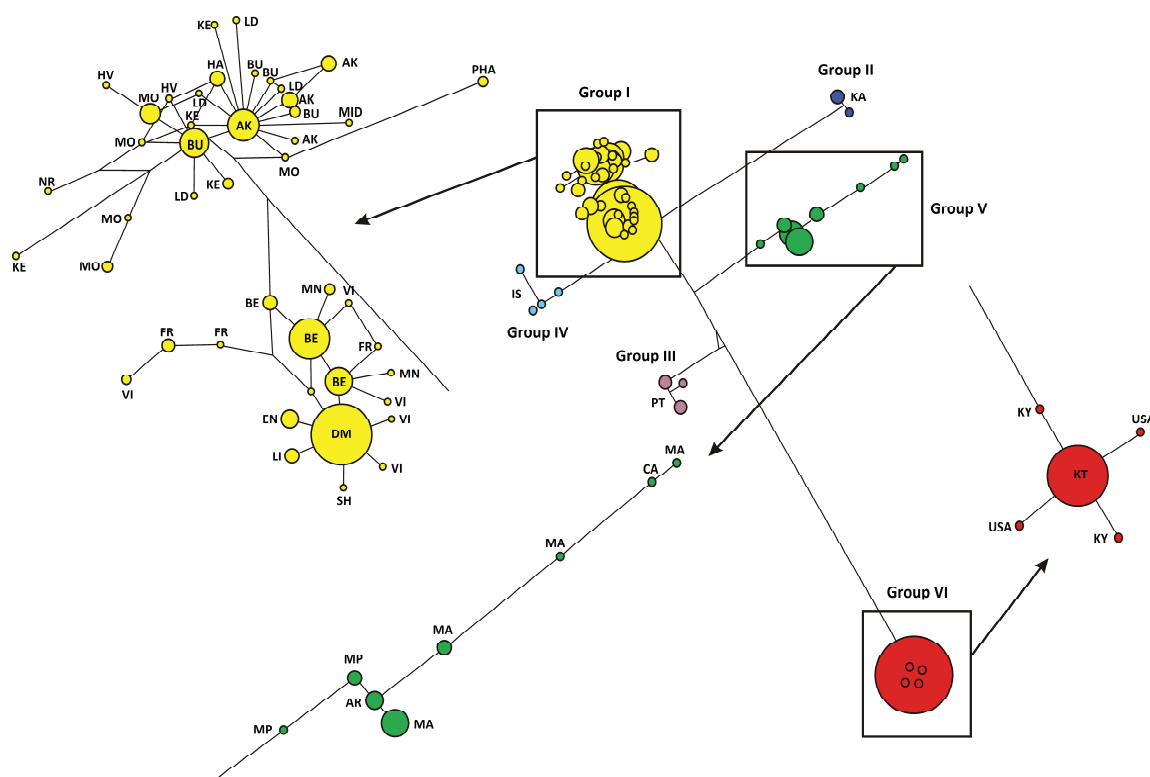 KE
LD
HA
BU
BU
AK
HV
HV
MO
LD
LD
AK
BU
MID
PHA
KE
AK
BU
AK
MO
MO
NR
LD
KE
MO
MO
KE
BE
MN
VI
BE
FR
FR
FR
BE
MN
VI
VI
VI
DM
LI
VI
SH
Group I
Group II
KA
Group V
IS
Group IV
Group III
PT
MA
CA
MA
MA
MP
AR
MA
MP
KY
USA
KT
USA
KY
Group VI